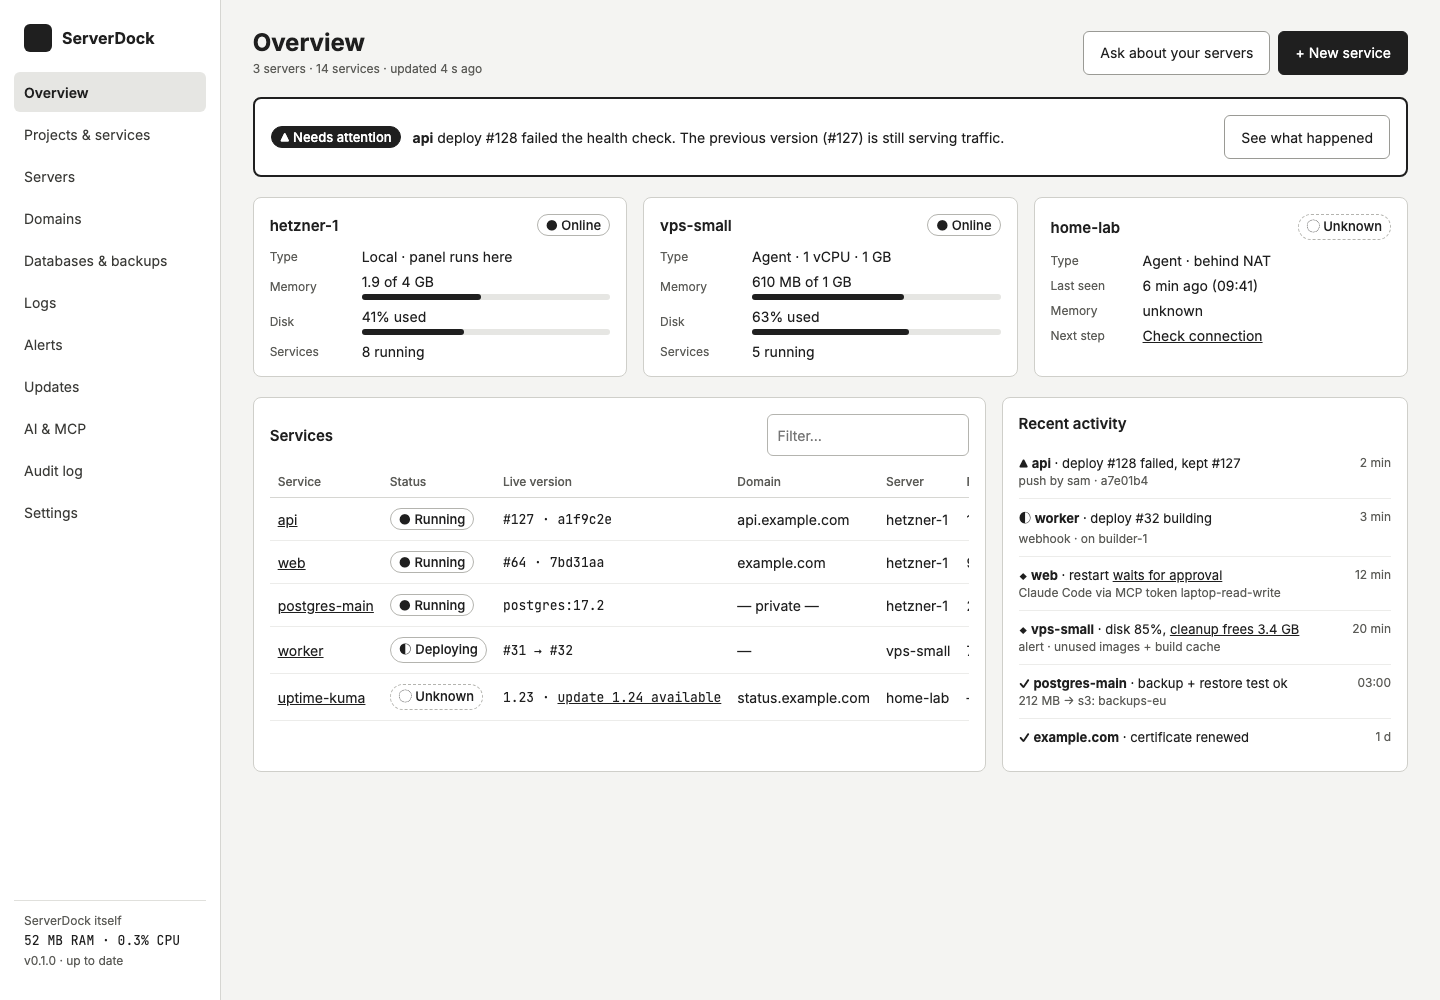 ServerDock
Overview
Projects & services
Servers
Domains
Databases & backups
Logs
Alerts
Updates
AI & MCP
Audit log
Settings
ServerDock itself
52 MB RAM · 0.3% CPU
v0.1.0 · up to date
Overview
3 servers · 14 services · updated 4 s ago
Ask about your servers
+ New service
▲ Needs attention api deploy #128 failed the health check. The previous version (#127) is still serving traffic.
See what happened
hetzner-1 Online
Type Local · panel runs here
Memory 1.9 of 4 GB
Disk 41% used
Services 8 running
vps-small Online
Type Agent · 1 vCPU · 1 GB
Memory 610 MB of 1 GB
Disk 63% used
Services 5 running
home-lab Unknown
Type Agent · behind NAT
Last seen 6 min ago (09:41)
Memory unknown
Next step Check connection
Services Filter...
Service Status Live version Domain Server
api Running #127 · a1f9c2e api.example.com hetzner-1
web Running #64 · 7bd31aa example.com hetzner-1
postgres-main Running postgres:17.2 — private — hetzner-1
worker Deploying #31 → #32 — vps-small
uptime-kuma Unknown 1.23 · update 1.24 available status.example.com home-lab
Recent activity
▲ api · deploy #128 failed, kept #127 2 min
push by sam · a7e01b4
◐ worker · deploy #32 building 3 min
webhook · on builder-1
◆ web · restart waits for approval 12 min
Claude Code via MCP token laptop-read-write
◆ vps-small · disk 85%, cleanup frees 3.4 GB 20 min
alert · unused images + build cache
✓ postgres-main · backup + restore test ok 03:00
212 MB → s3: backups-eu
✓ example.com · certificate renewed 1 d